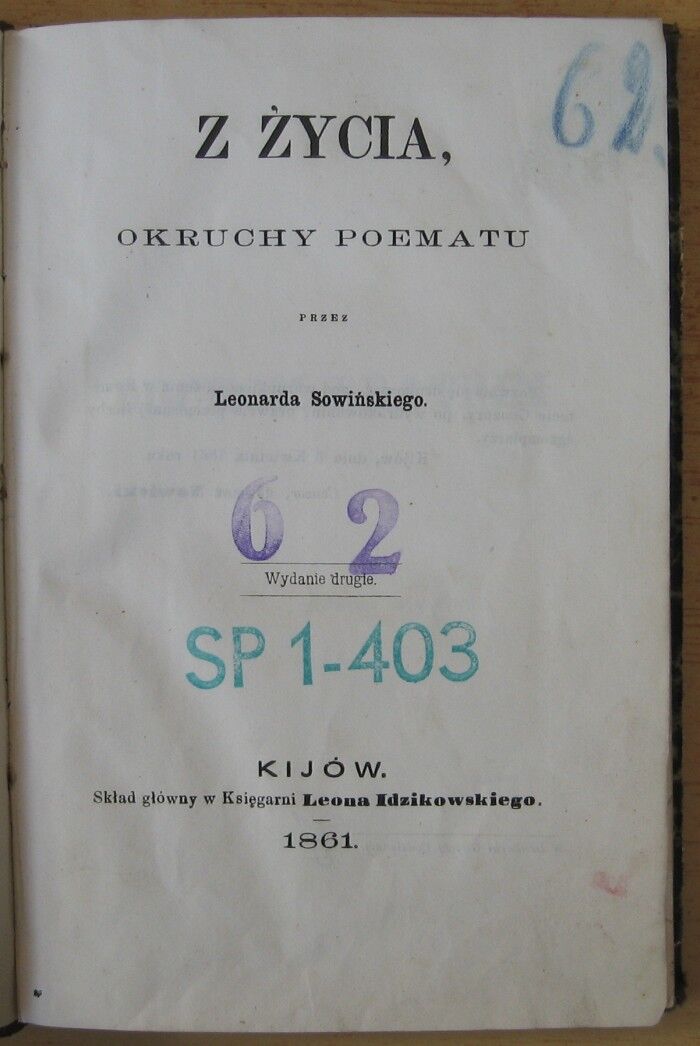 62.
Z ŻYCIA,
OKRUCHY POEMATU
PRZEZ
Leonarda Sowińskiego.
6 2
Wydanie drugie.
SP 1-403
KIJÓW.
Skład główny w Księgarni Leona Idzikowskiego.
1861.